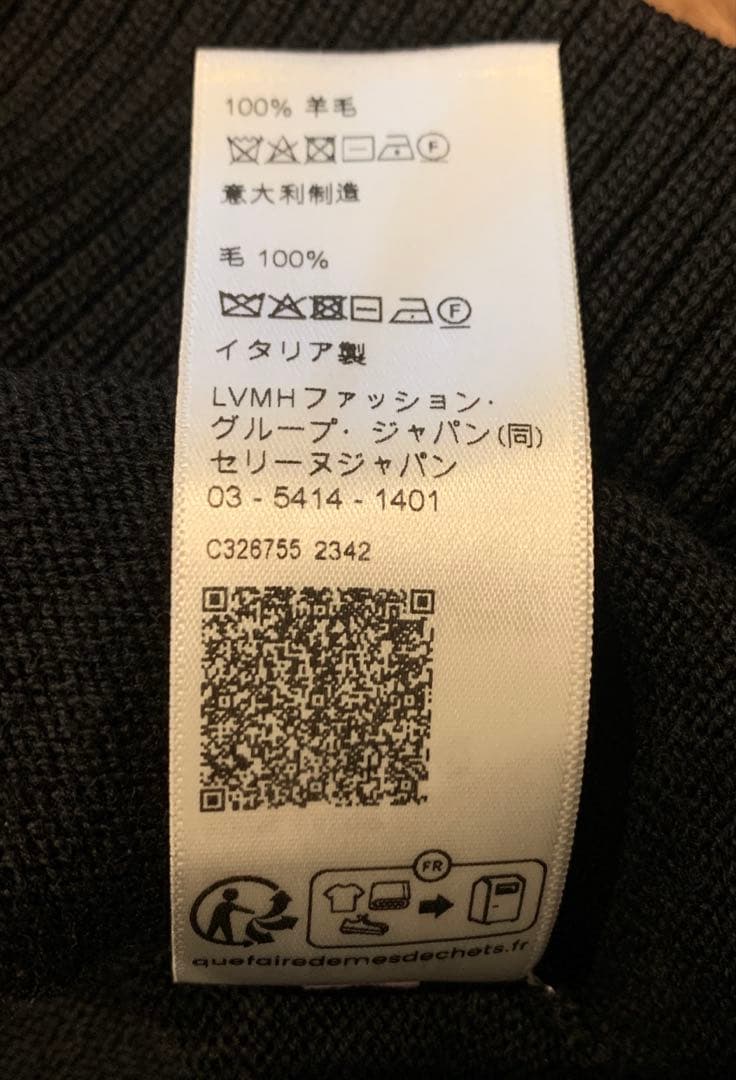 100% 羊毛
F
意大利制造
毛 100%
F
イタリア製
LVMHファッション・
グループ・ジャパン(同)
セリーヌジャパン
03 - 5414 - 1401
C326755 2342
FR
quefairedemesdechets.fr